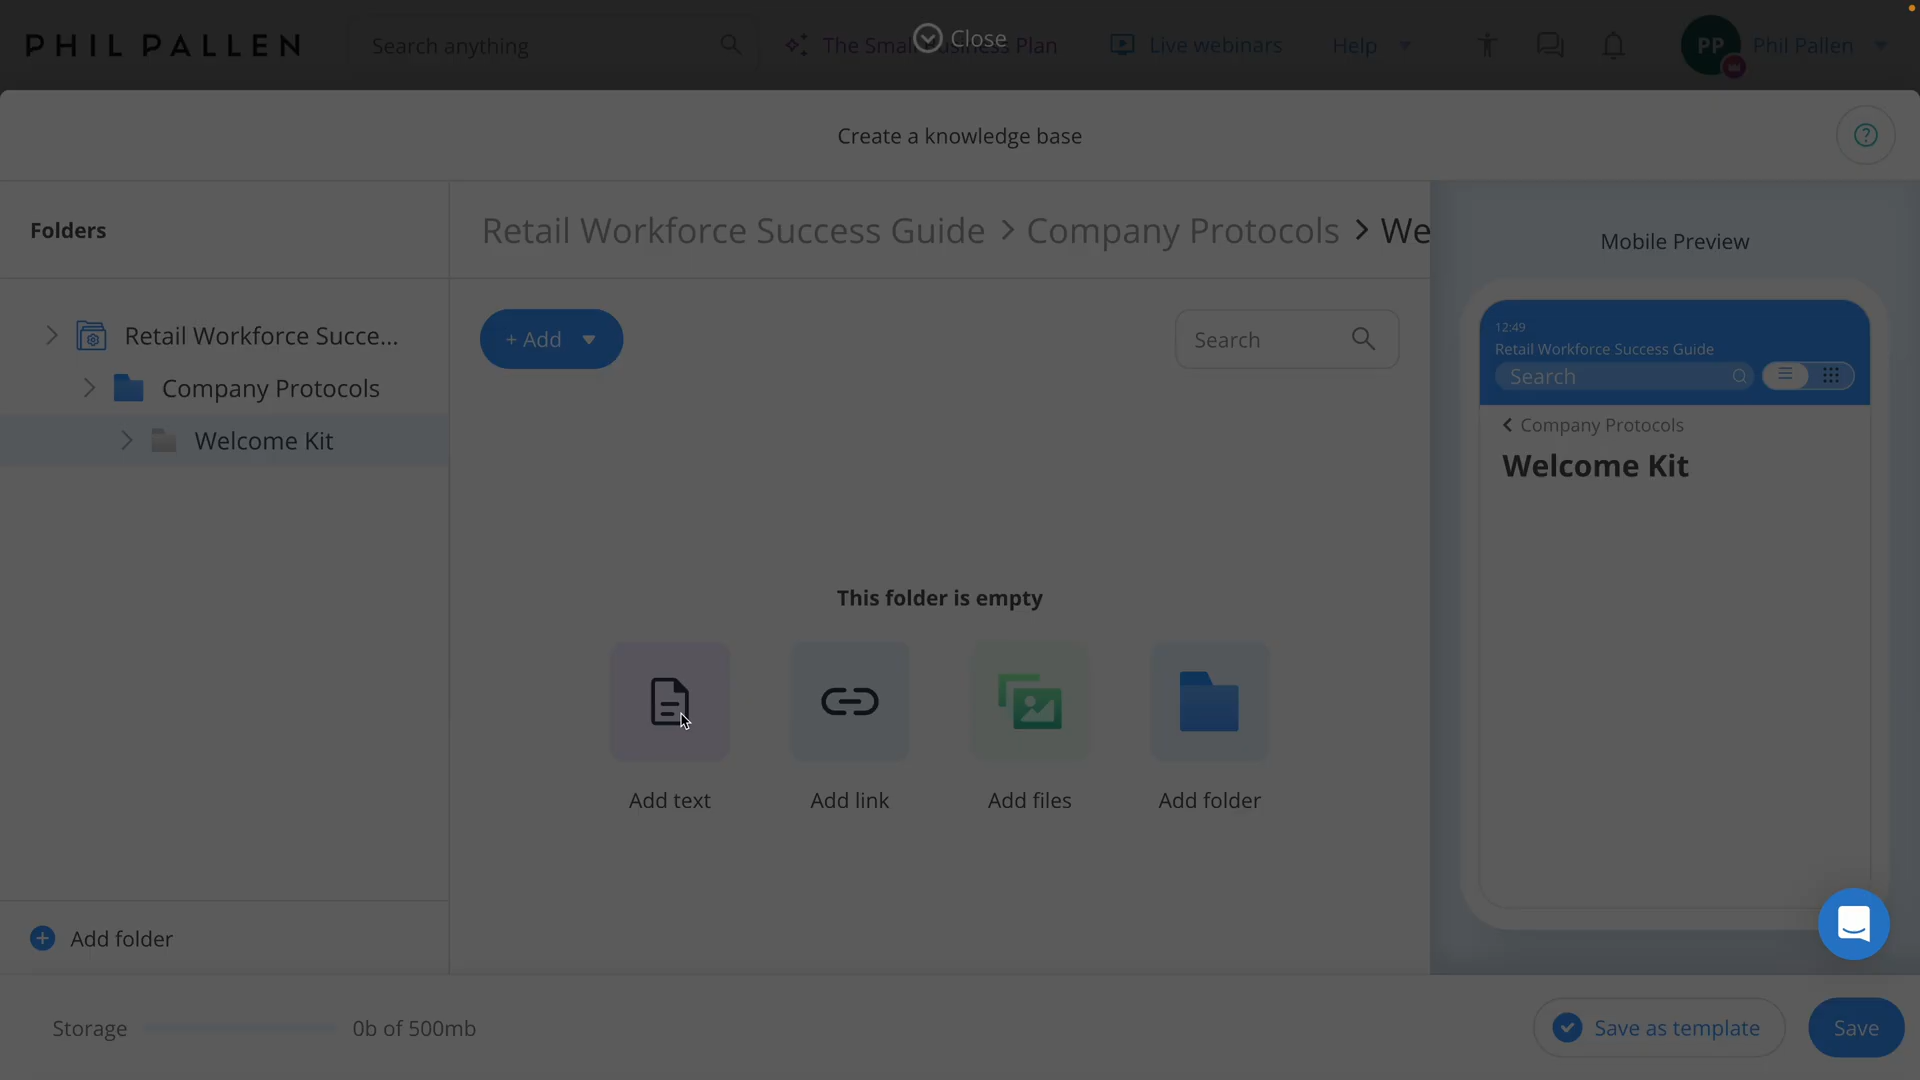 PHIL PALLEN
Search anything
The Small Business Plan
Close
Live webinars
Help
PP
Phil Pallen
Create a knowledge base
Folders
Retail Workforce Success Guide > Company Protocols > We
Mobile Preview
Retail Workforce Succe...
Company Protocols
Welcome Kit
+ Add
Search
12:49
Retail Workforce Success Guide
Search
Company Protocols
Welcome Kit
This folder is empty
Add text
Add link
Add files
Add folder
Add folder
Storage
0b of 500mb
Save as template
Save